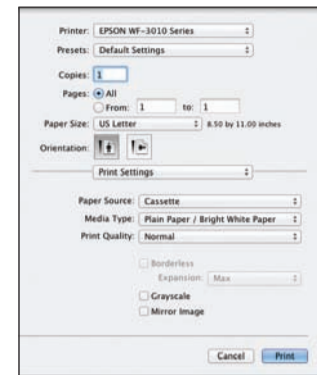 Printer: EPSON WF-3010 Series
Presets: Default Settings
Copies: 1
Pages: All
From: 1 to: 1
Paper Size: US Letter 8.50 by 11.00 inches
Orientation:
Print Settings
Paper Source: Cassette
Media Type: Plain Paper / Bright White Paper
Print Quality: Normal
Borderless
Expansion: Max
Grayscale
Mirror Image
Cancel Print